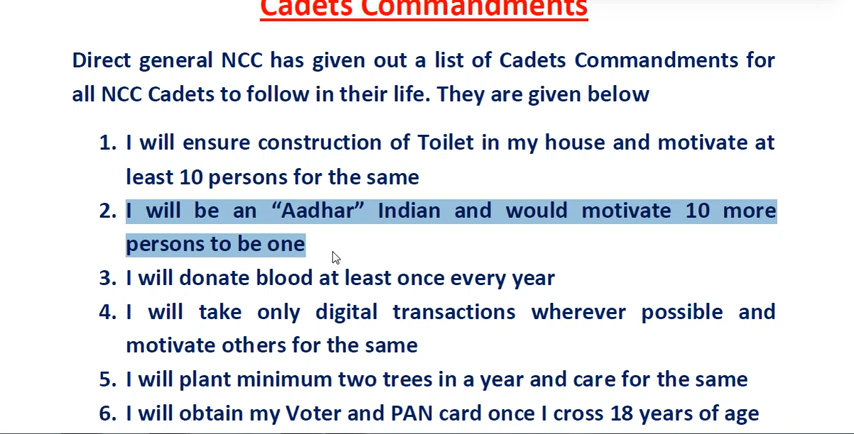 Cadets Commandments
Direct general NCC has given out a list of Cadets Commandments for
all NCC Cadets to follow in their life. They are given below
1. I will ensure construction of Toilet in my house and motivate at
least 10 persons for the same
2. I will be an “Aadhar” Indian and would motivate 10 more
persons to be one
3. I will donate blood at least once every year
4. I will take only digital transactions wherever possible and
motivate others for the same
5. I will plant minimum two trees in a year and care for the same
6. I will obtain my Voter and PAN card once I cross 18 years of age